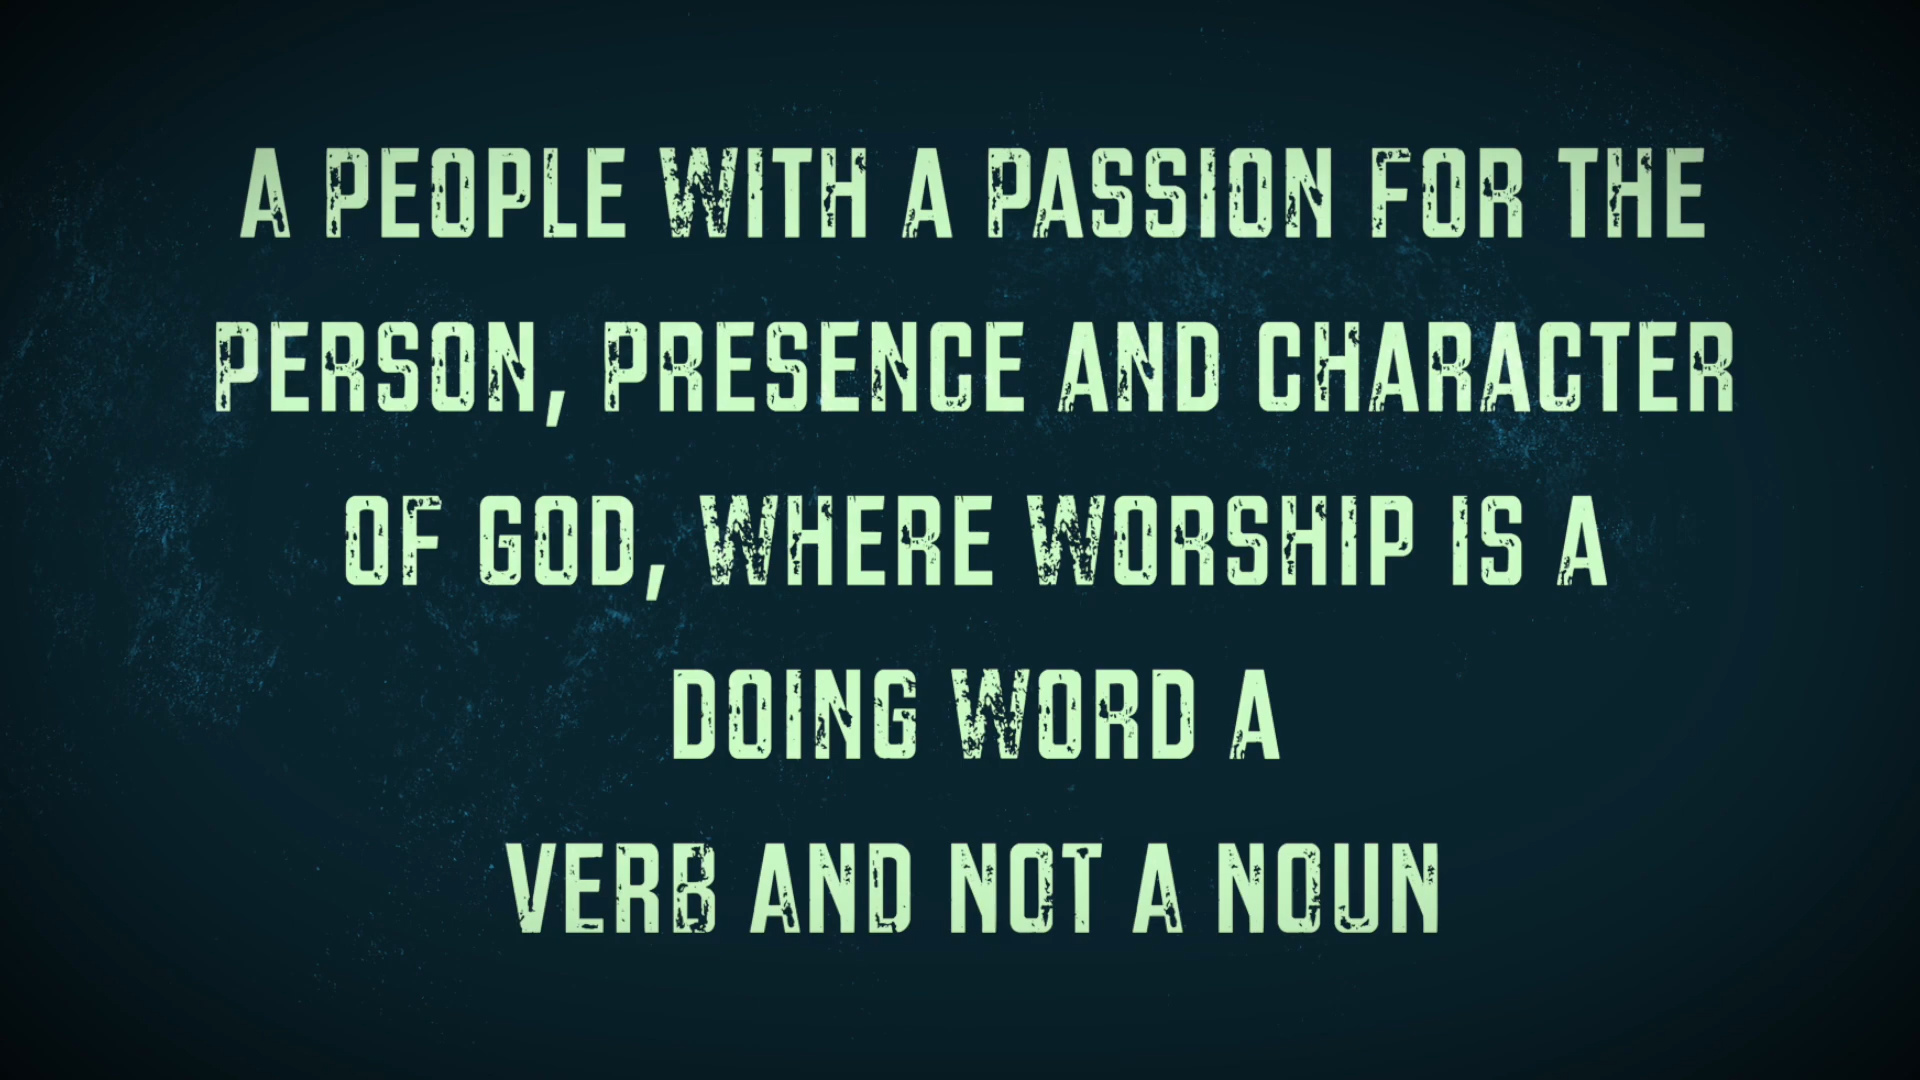 A PEOPLE WITH A PASSION FOR THE
PERSON, PRESENCE AND CHARACTER
OF GOD, WHERE WORSHIP IS A
DOING WORD A
VERB AND NOT A NOUN